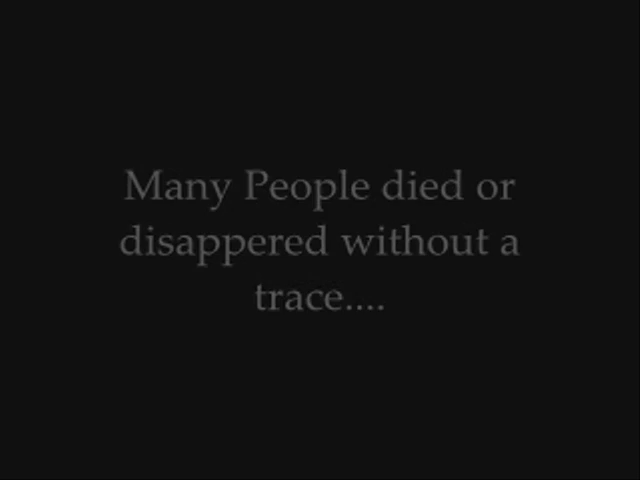 Many People died or
disappered without a
trace....